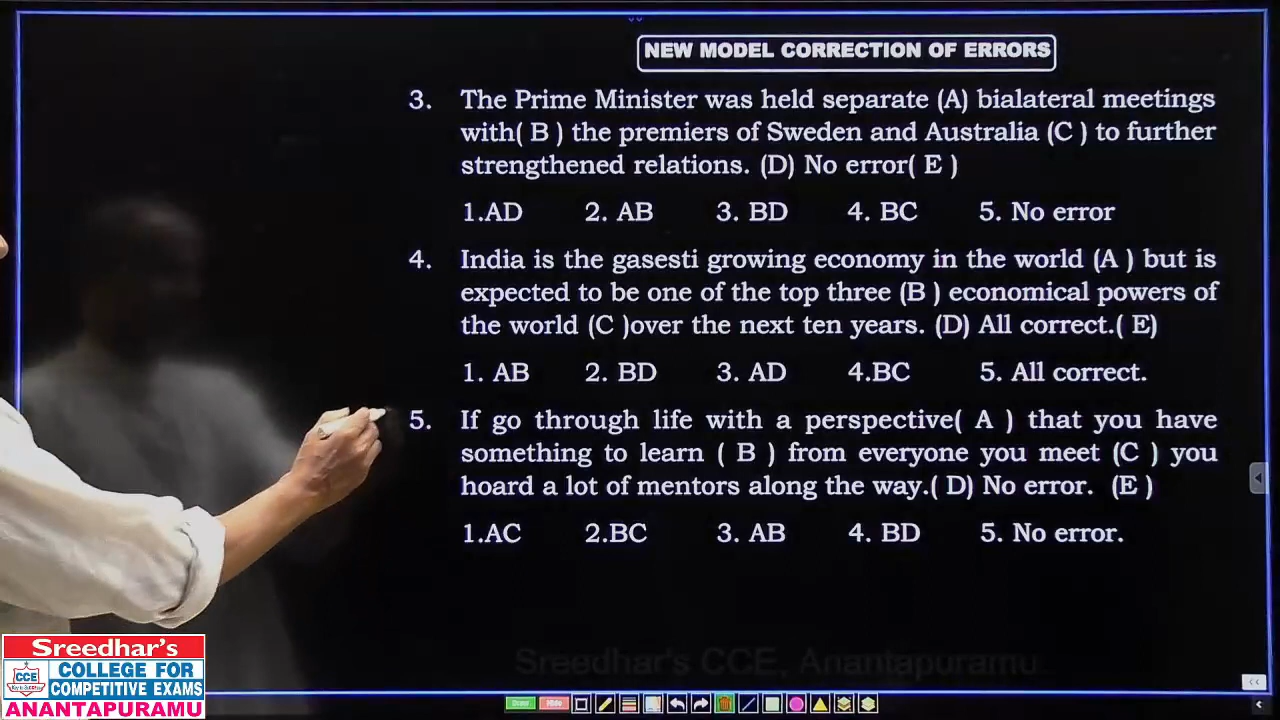 NEW MODEL CORRECTION OF ERRORS
3. The Prime Minister was held separate (A) bialateral meetings
with( B ) the premiers of Sweden and Australia (C ) to further
strengthened relations. (D) No error( E )
1.AD 2. AB 3. BD 4. BC 5. No error
4. India is the gasesti growing economy in the world (A ) but is
expected to be one of the top three (B ) economical powers of
the world (C )over the next ten years. (D) All correct.( E)
1. AB 2. BD 3. AD 4.BC 5. All correct.
5. If go through life with a perspective( A ) that you have
something to learn ( B ) from everyone you meet (C ) you
hoard a lot of mentors along the way.( D) No error. (E )
1.AC 2.BC 3. AB 4. BD 5. No error.
Sreedhar's CCE, Anantapuramu
Sreedhar's
CCE
COLLEGE FOR
COMPETITIVE EXAMS
ANANTAPURAMU
Draw Hide